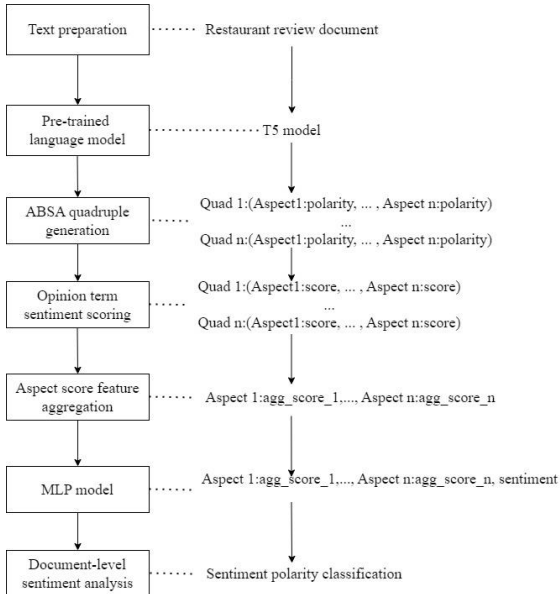 Text preparation
Restaurant review document
Pre-trained
language model
T5 model
ABSA quadruple
generation
Quad 1:(Aspect1:polarity, ... , Aspect n:polarity)
...
Quad n:(Aspect1:polarity, ... , Aspect n:polarity)
Opinion term
sentiment scoring
Quad 1:(Aspect1:score, ... , Aspect n:score)
...
Quad n:(Aspect1:score, ... , Aspect n:score)
Aspect score feature
aggregation
Aspect 1:agg_score_1,..., Aspect n:agg_score_n
MLP model
Aspect 1:agg_score_1,..., Aspect n:agg_score_n, sentiment
Document-level
sentiment analysis
Sentiment polarity classification